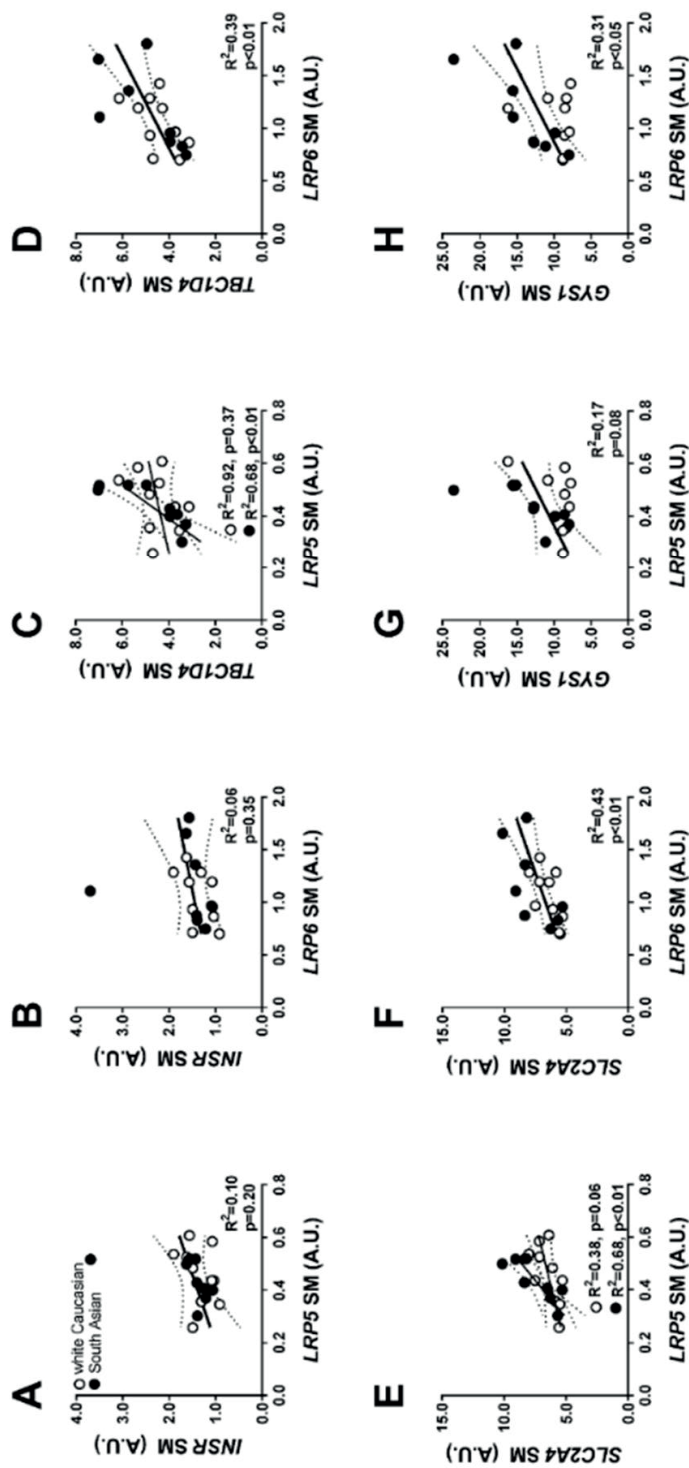 A
○ white Caucasian
● South Asian
INSR SM (A.U.)
4.0
3.0
2.0
1.0
0.0
R²=0.10
p=0.20
0.0 0.2 0.4 0.6 0.8
LRP5 SM (A.U.)
B
INSR SM (A.U.)
4.0
3.0
2.0
1.0
0.0
R²=0.06
p=0.35
0.0 0.5 1.0 1.5 2.0
LRP6 SM (A.U.)
C
TBC1D4 SM (A.U.)
8.0
6.0
4.0
2.0
0.0
○ R²=0.92, p=0.37
● R²=0.68, p<0.01
0.0 0.2 0.4 0.6 0.8
LRP5 SM (A.U.)
D
TBC1D4 SM (A.U.)
8.0
6.0
4.0
2.0
0.0
R²=0.39
p<0.01
0.0 0.5 1.0 1.5 2.0
LRP6 SM (A.U.)
E
SLC2A4 SM (A.U.)
15.0
10.0
5.0
0.0
○ R²=0.38, p=0.06
● R²=0.68, p<0.01
0.0 0.2 0.4 0.6 0.8
LRP5 SM (A.U.)
F
SLC2A4 SM (A.U.)
15.0
10.0
5.0
0.0
R²=0.43
p<0.01
0.0 0.5 1.0 1.5 2.0
LRP6 SM (A.U.)
G
GYS1 SM (A.U.)
25.0
20.0
15.0
10.0
5.0
0.0
R²=0.17
p=0.08
0.0 0.2 0.4 0.6 0.8
LRP5 SM (A.U.)
H
GYS1 SM (A.U.)
25.0
20.0
15.0
10.0
5.0
0.0
R²=0.31
p<0.05
0.0 0.5 1.0 1.5 2.0
LRP6 SM (A.U.)